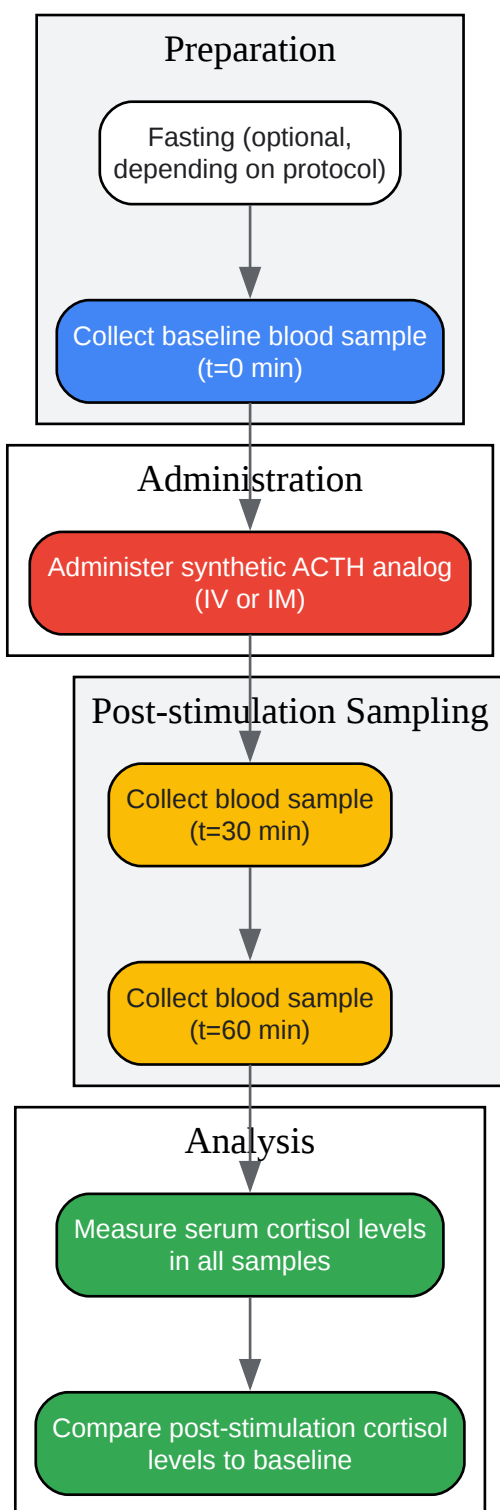 Preparation
Fasting (optional,
depending on protocol)
Collect baseline blood sample
(t=0 min)
Administration
Administer synthetic ACTH analog
(IV or IM)
Post-stimulation Sampling
Collect blood sample
(t=30 min)
Collect blood sample
(t=60 min)
Analysis
Measure serum cortisol levels
in all samples
Compare post-stimulation cortisol
levels to baseline